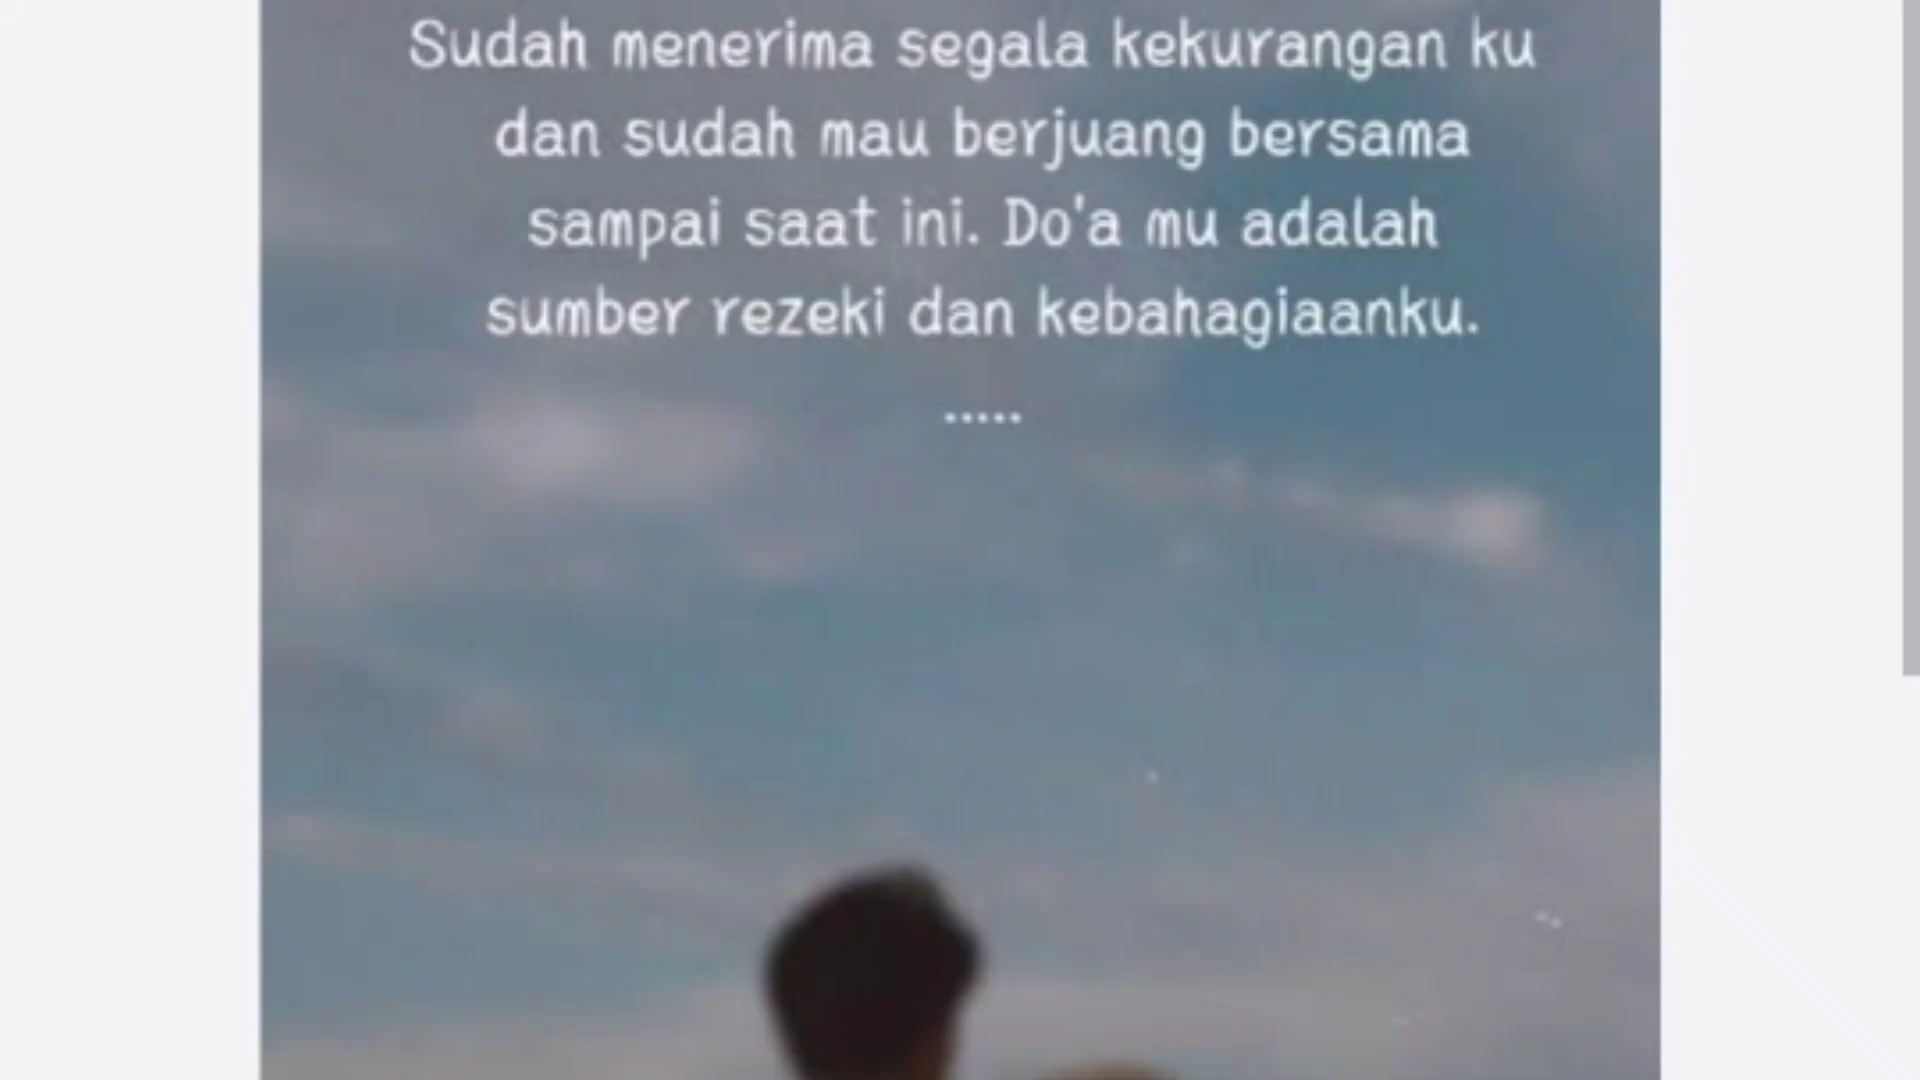 Sudah menerima segala kekurangan ku
dan sudah mau berjuang bersama
sampai saat ini. Do'a mu adalah
sumber rezeki dan kebahagiaanku.
.....